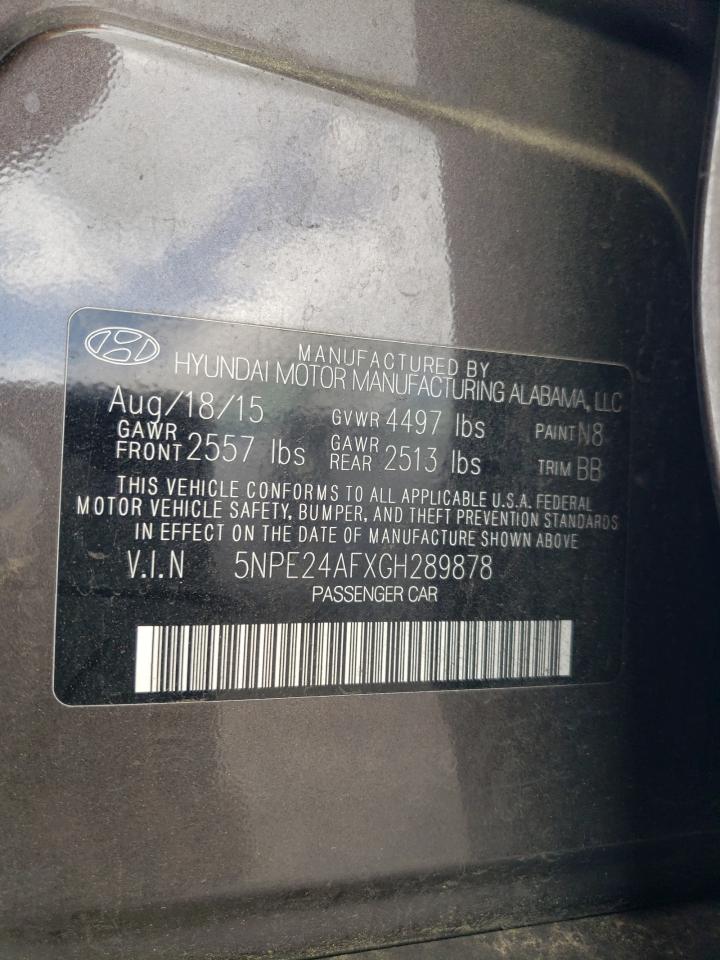 MANUFACTURED BY
HYUNDAI MOTOR MANUFACTURING ALABAMA, LLC
Aug/18/15 GVWR 4497 lbs PAINT N8
GAWR FRONT 2557 lbs GAWR REAR 2513 lbs TRIM BB
THIS VEHICLE CONFORMS TO ALL APPLICABLE U.S.A. FEDERAL
MOTOR VEHICLE SAFETY, BUMPER, AND THEFT PREVENTION STANDARDS
IN EFFECT ON THE DATE OF MANUFACTURE SHOWN ABOVE
V.I.N 5NPE24AFXGH289878
PASSENGER CAR